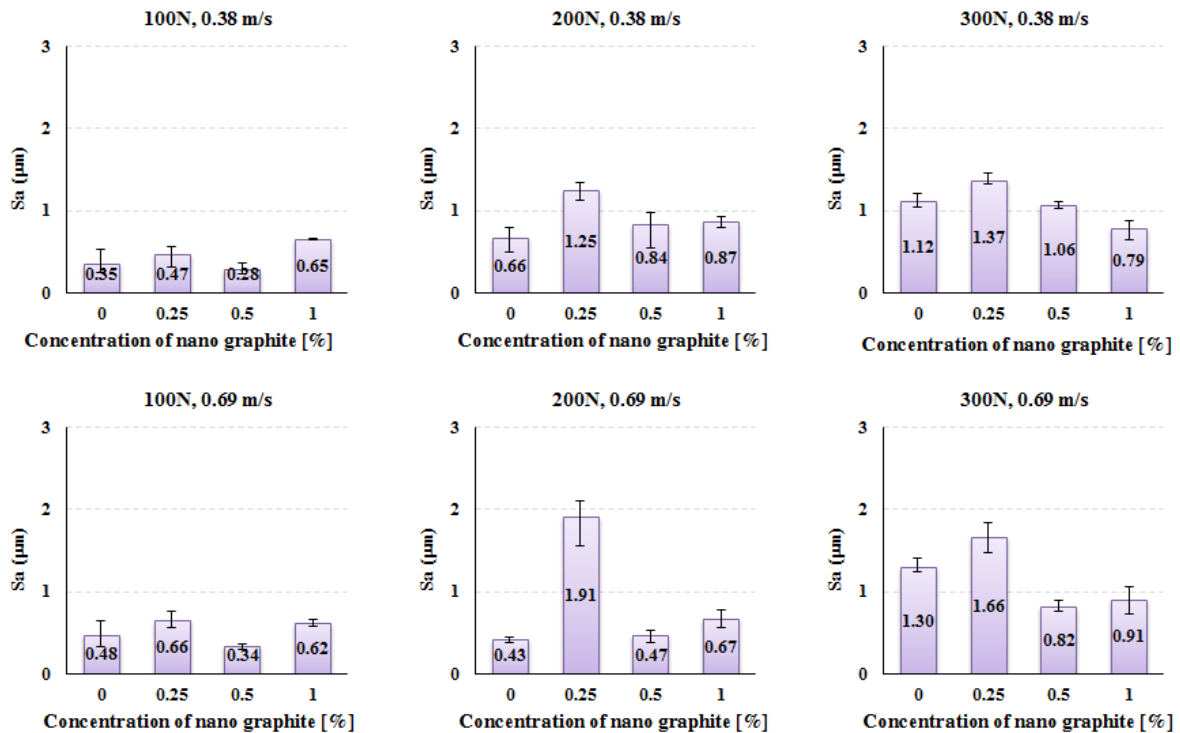 100N, 0.38 m/s
3
2
1
0
Sa (μm)
0.35
0.47
0.28
0.65
0 0.25 0.5 1
Concentration of nano graphite [%]
200N, 0.38 m/s
3
2
1
0
Sa (μm)
0.66
1.25
0.84
0.87
0 0.25 0.5 1
Concentration of nano graphite [%]
300N, 0.38 m/s
3
2
1
0
Sa (μm)
1.12
1.37
1.06
0.79
0 0.25 0.5 1
Concentration of nano graphite [%]
100N, 0.69 m/s
3
2
1
0
Sa (μm)
0.48
0.66
0.34
0.62
0 0.25 0.5 1
Concentration of nano graphite [%]
200N, 0.69 m/s
3
2
1
0
Sa (μm)
0.43
1.91
0.47
0.67
0 0.25 0.5 1
Concentration of nano graphite [%]
300N, 0.69 m/s
3
2
1
0
Sa (μm)
1.30
1.66
0.82
0.91
0 0.25 0.5 1
Concentration of nano graphite [%]